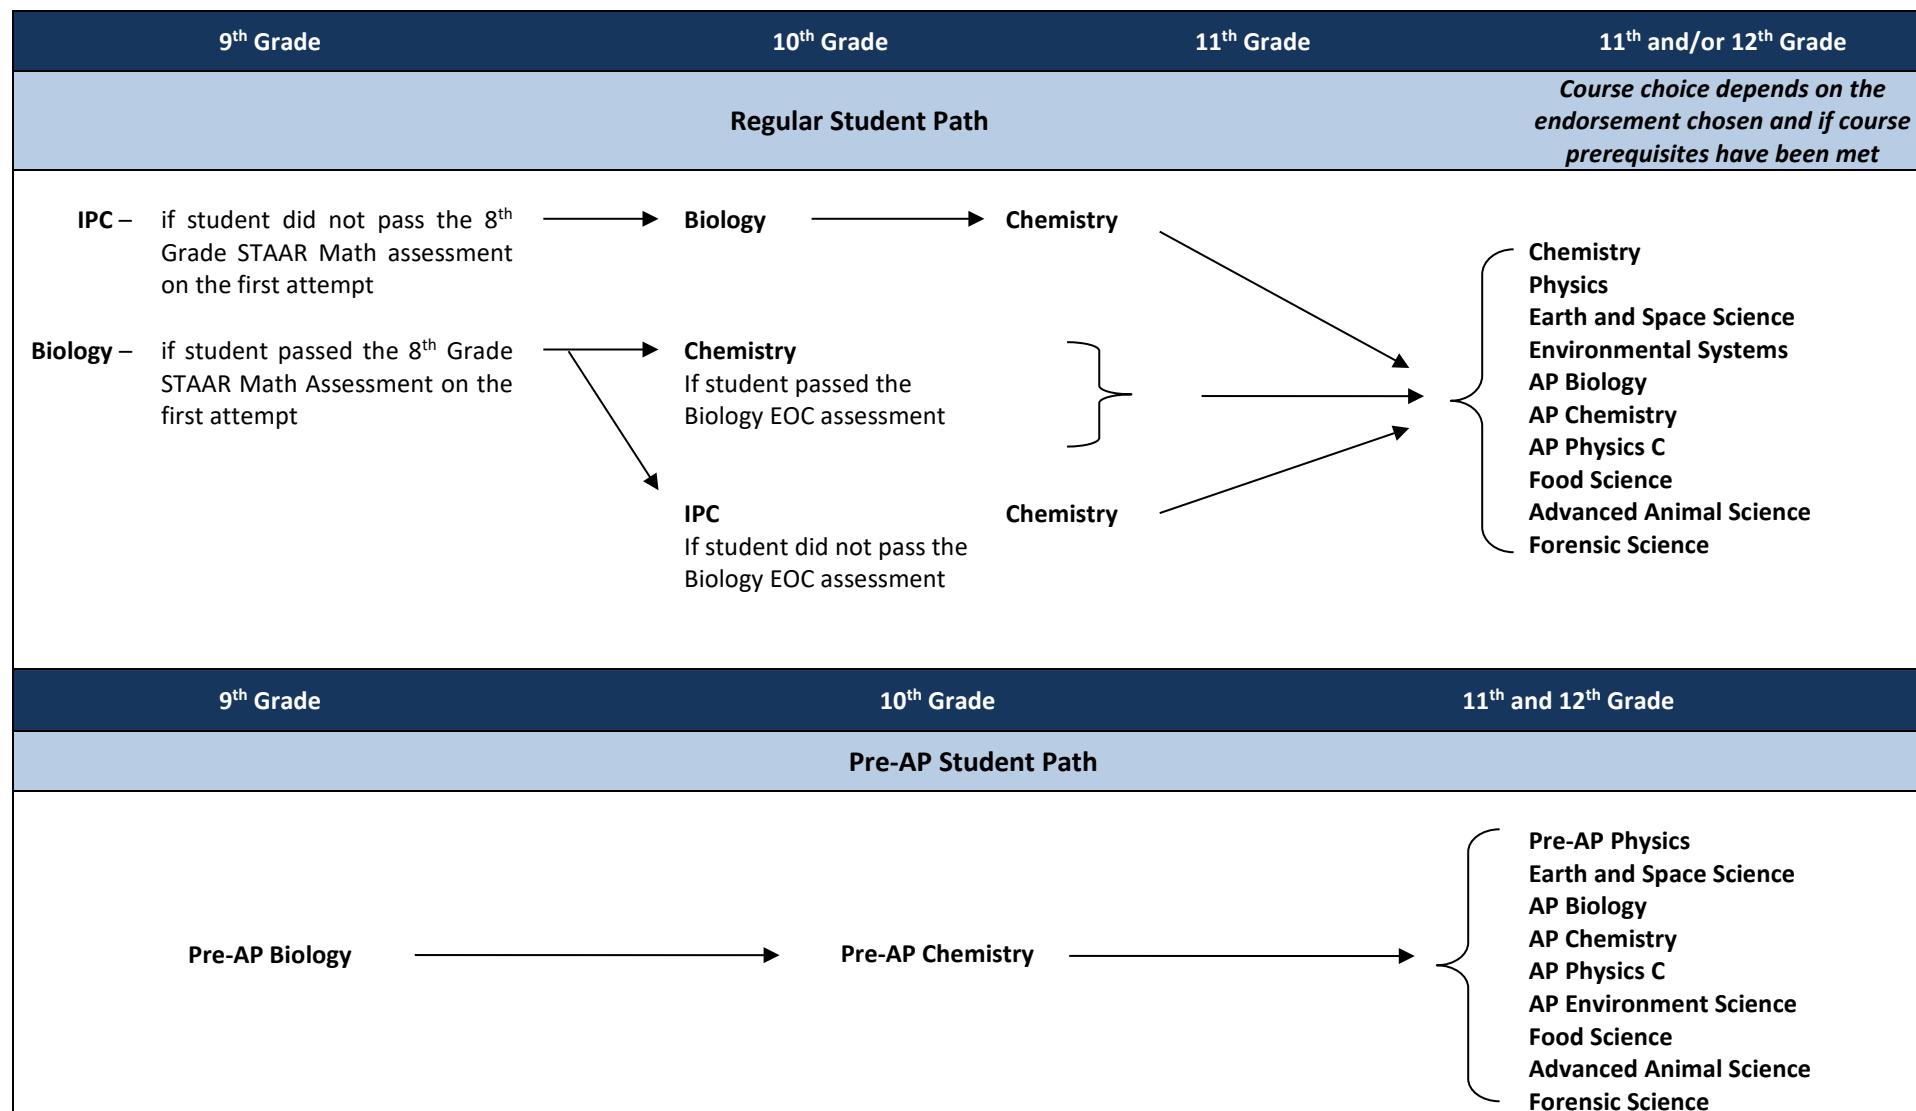 9th Grade 10th Grade 11th Grade 11th and/or 12th Grade
Regular Student Path
Course choice depends on the
endorsement chosen and if course
prerequisites have been met
IPC – if student did not pass the 8th
Grade STAAR Math assessment
on the first attempt
Biology
Chemistry
Biology – if student passed the 8th Grade
STAAR Math Assessment on the
first attempt
Chemistry
If student passed the
Biology EOC assessment
IPC
If student did not pass the
Biology EOC assessment
Chemistry
Chemistry
Physics
Earth and Space Science
Environmental Systems
AP Biology
AP Chemistry
AP Physics C
Food Science
Advanced Animal Science
Forensic Science
9th Grade 10th Grade 11th and 12th Grade
Pre-AP Student Path
Pre-AP Biology
Pre-AP Chemistry
Pre-AP Physics
Earth and Space Science
AP Biology
AP Chemistry
AP Physics C
AP Environment Science
Food Science
Advanced Animal Science
Forensic Science